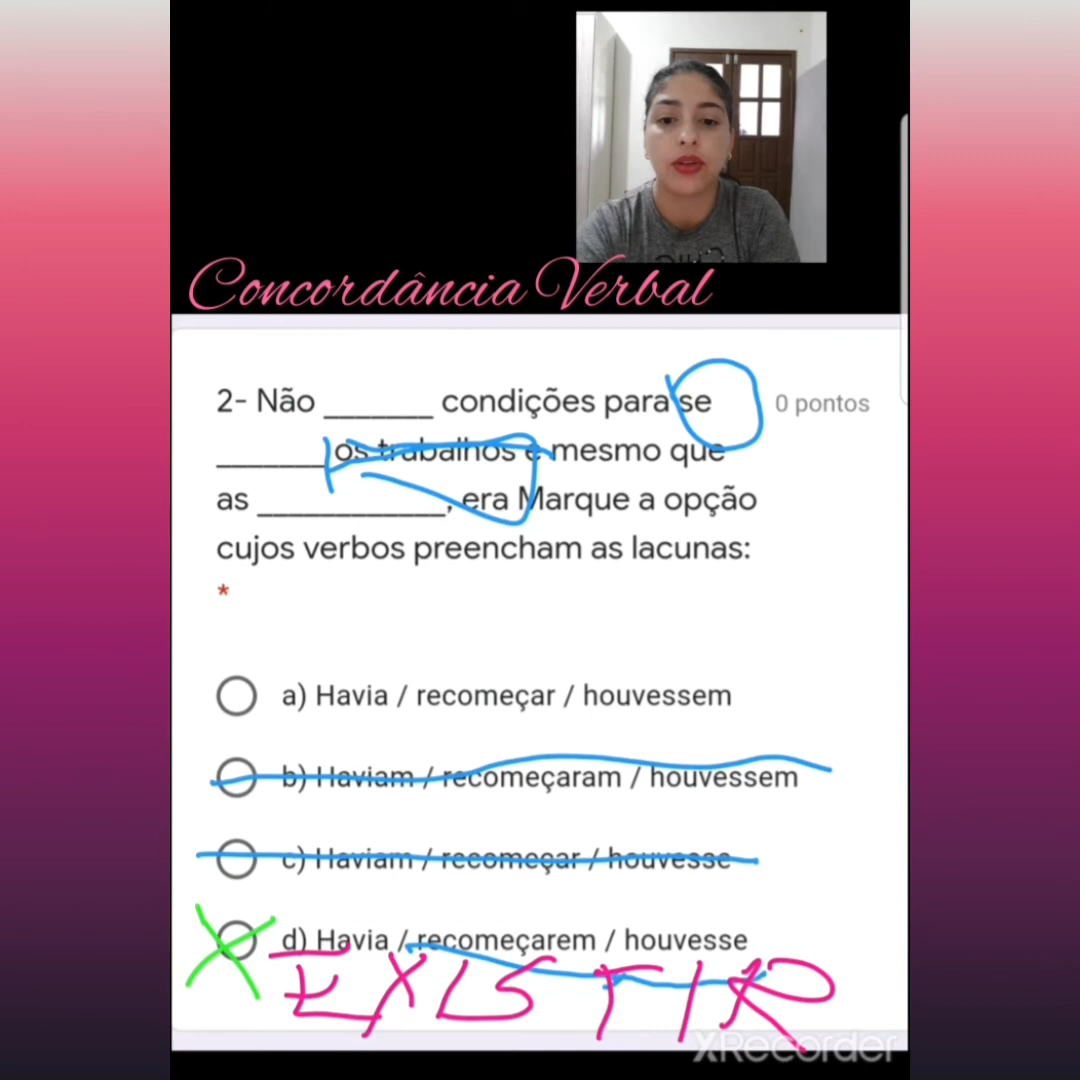 Concordância Verbal
2- Não _______ condições para se 0 pontos
_______ os trabalhos e mesmo que
as ____________, era Marque a opção
cujos verbos preencham as lacunas:
*
a) Havia / recomeçar / houvessem
b) Haviam / recomeçaram / houvessem
c) Haviam / recomeçar / houvesse
d) Havia / recomeçarem / houvesse
EXISTIR
XRecorder